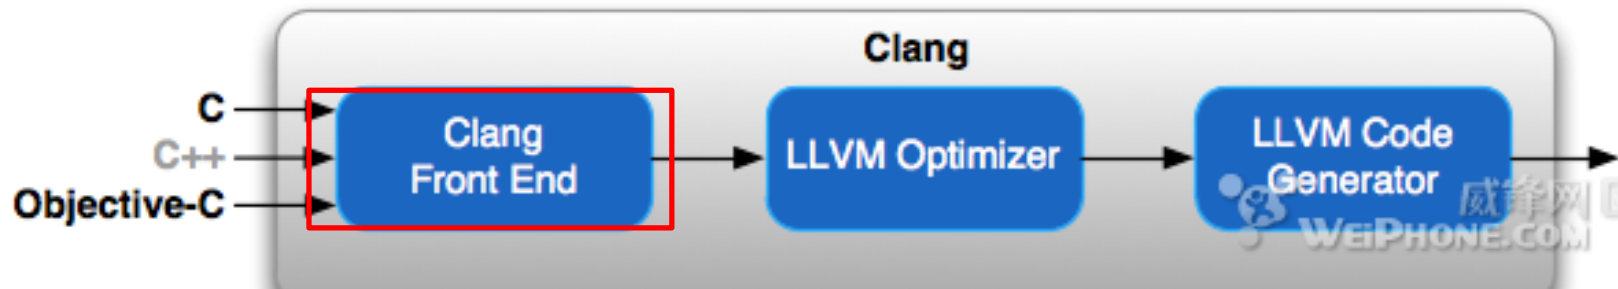 Clang
C
C++
Objective-C
Clang
Front End
LLVM Optimizer
LLVM Code
Generator
威锋网
WEIPHONE.COM